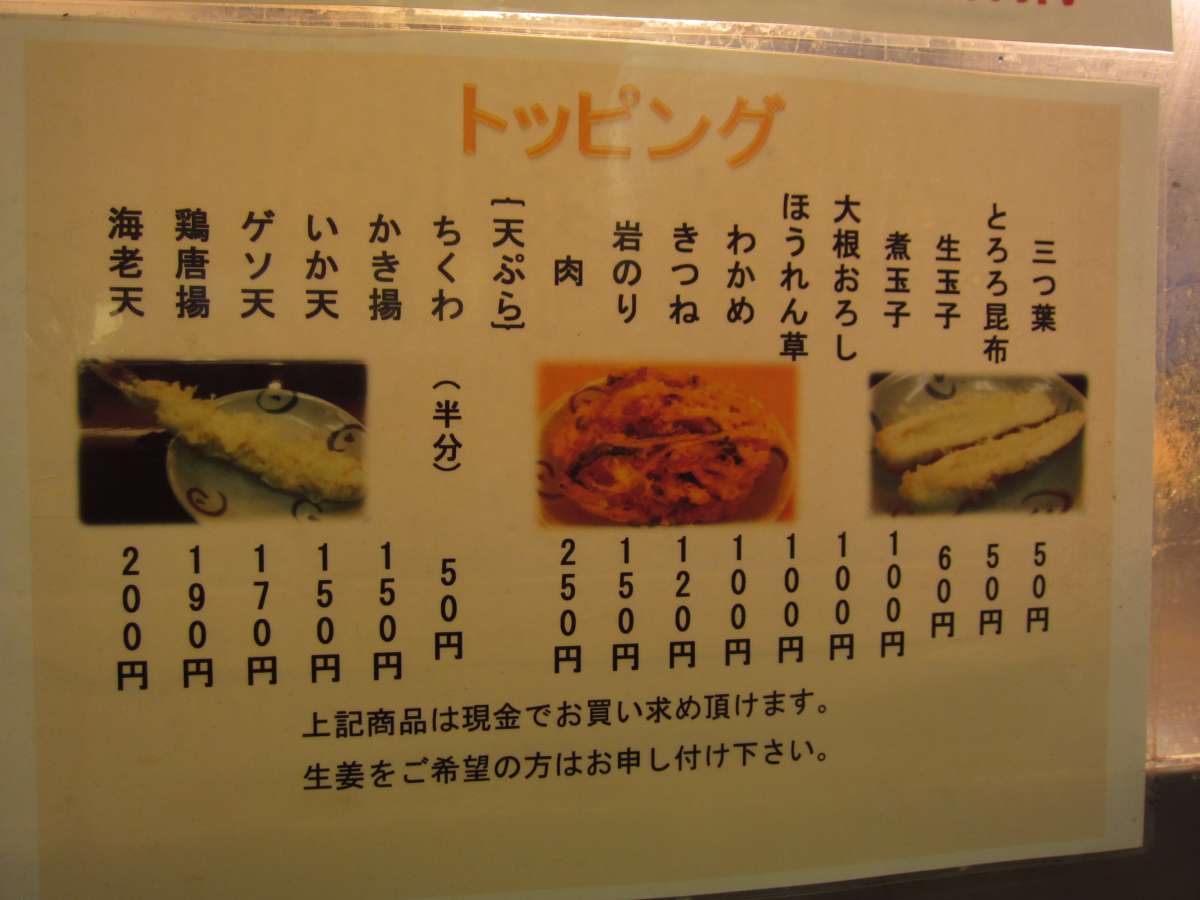 トッピング
三つ葉 50円
とろろ昆布 50円
生玉子 60円
煮玉子 100円
大根おろし 100円
ほうれん草 100円
わかめ 100円
きつね 120円
岩のり 150円
肉 250円
[天ぷら]
ちくわ (半分) 50円
かき揚 150円
いか天 150円
ゲソ天 170円
鶏唐揚 190円
海老天 200円
上記商品は現金でお買い求め頂けます。
生姜をご希望の方はお申し付け下さい。